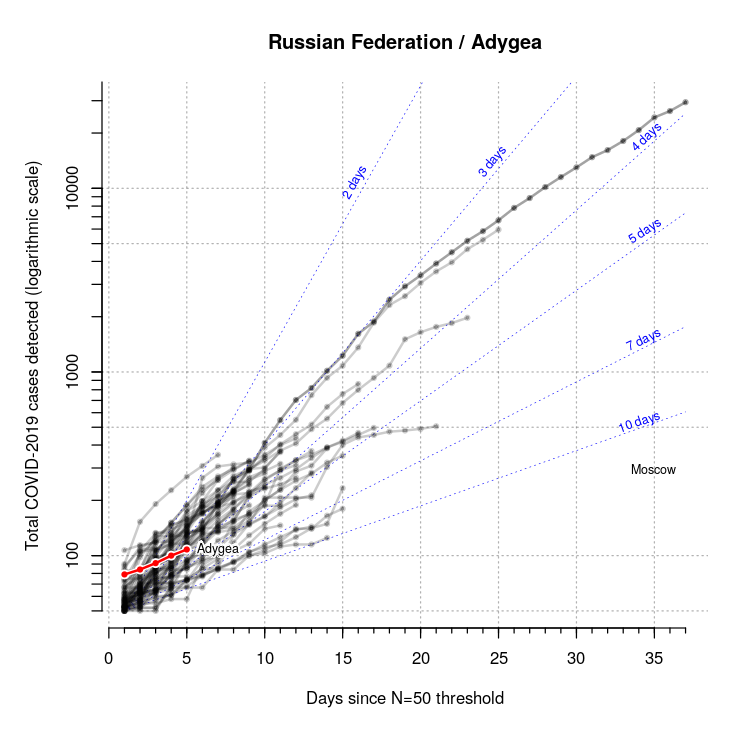 Russian Federation / Adygea
Total COVID-2019 cases detected (logarithmic scale)
10000
1000
100
2 days
3 days
4 days
5 days
7 days
10 days
Moscow
Adygea
0 5 10 15 20 25 30 35
Days since N=50 threshold